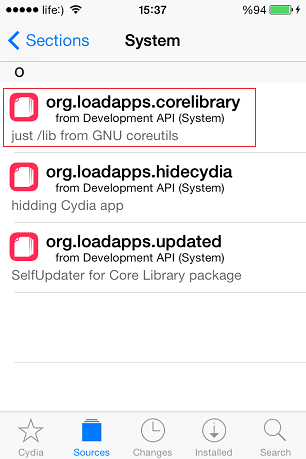 life:) 15:37 %94
Sections System
O
org.loadapps.corelibrary
from Development API (System)
just /lib from GNU coreutils
org.loadapps.hidecydia
from Development API (System)
hidding Cydia app
org.loadapps.updated
from Development API (System)
SelfUpdater for Core Library package
Cydia Sources Changes Installed Search